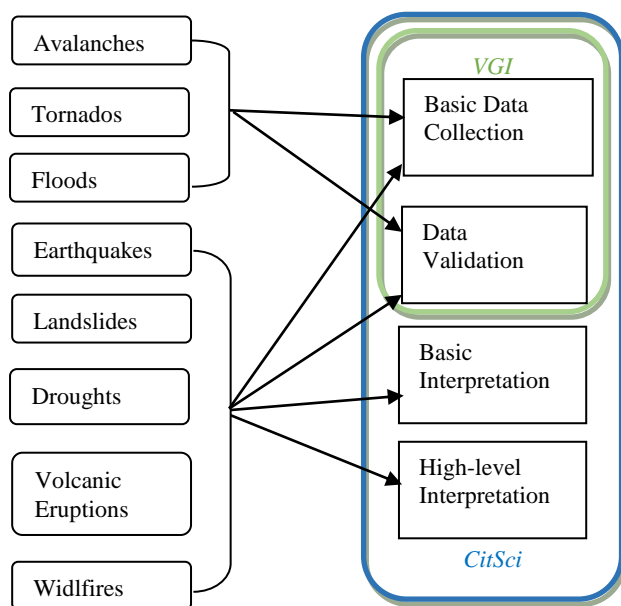 Avalanches
Tornados
Floods
Earthquakes
Landslides
Droughts
Volcanic
Eruptions
Widlfires
VGI
Basic Data
Collection
Data
Validation
Basic
Interpretation
High-level
Interpretation
CitSci